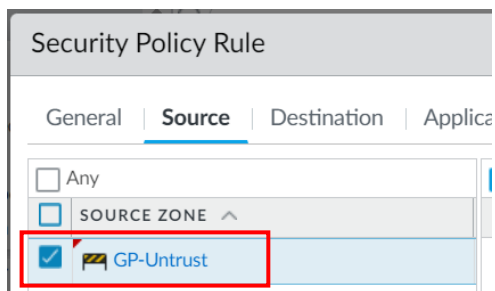 Security Policy Rule
General Source Destination Applica
Any
SOURCE ZONE
GP-Untrust